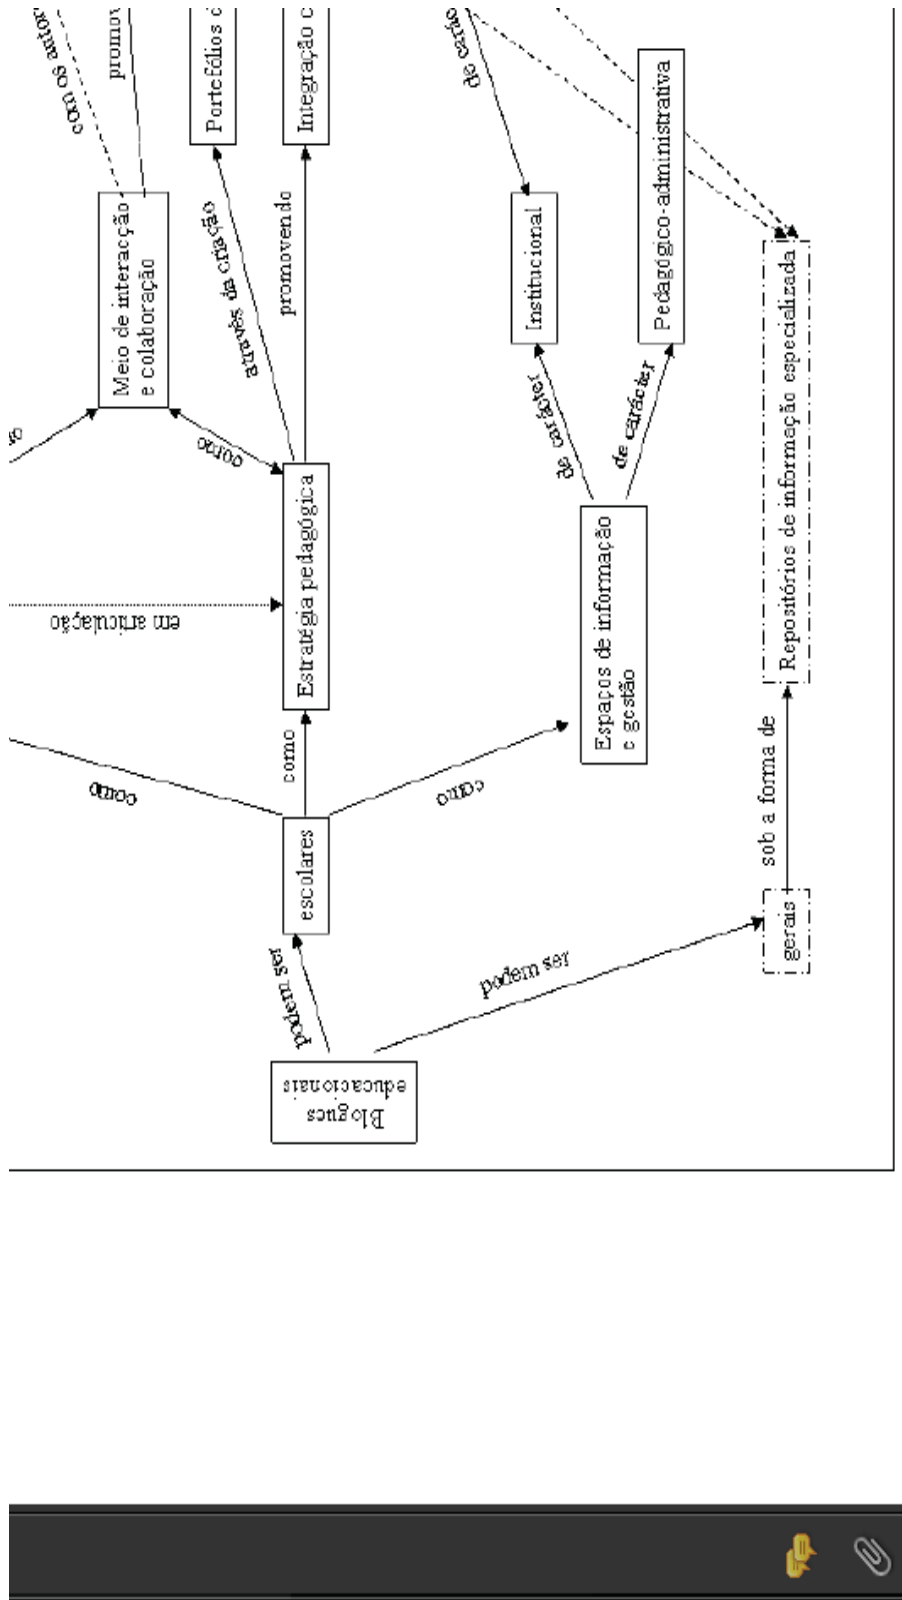 com os autor
promov
Portefólios c
Integração c
de carác
Pedagógico-administrativa
Meio de interacção
e colaboração
através da criação
promovendo
Institucional
Repositórios de informação especializada
como
de carácter
de carácter
Estratégia pedagógica
em articulação
Espaços de informação
e gestão
como
como
como
sob a forma de
escolares
gerais
podem ser
podem ser
Blogues
educacionais